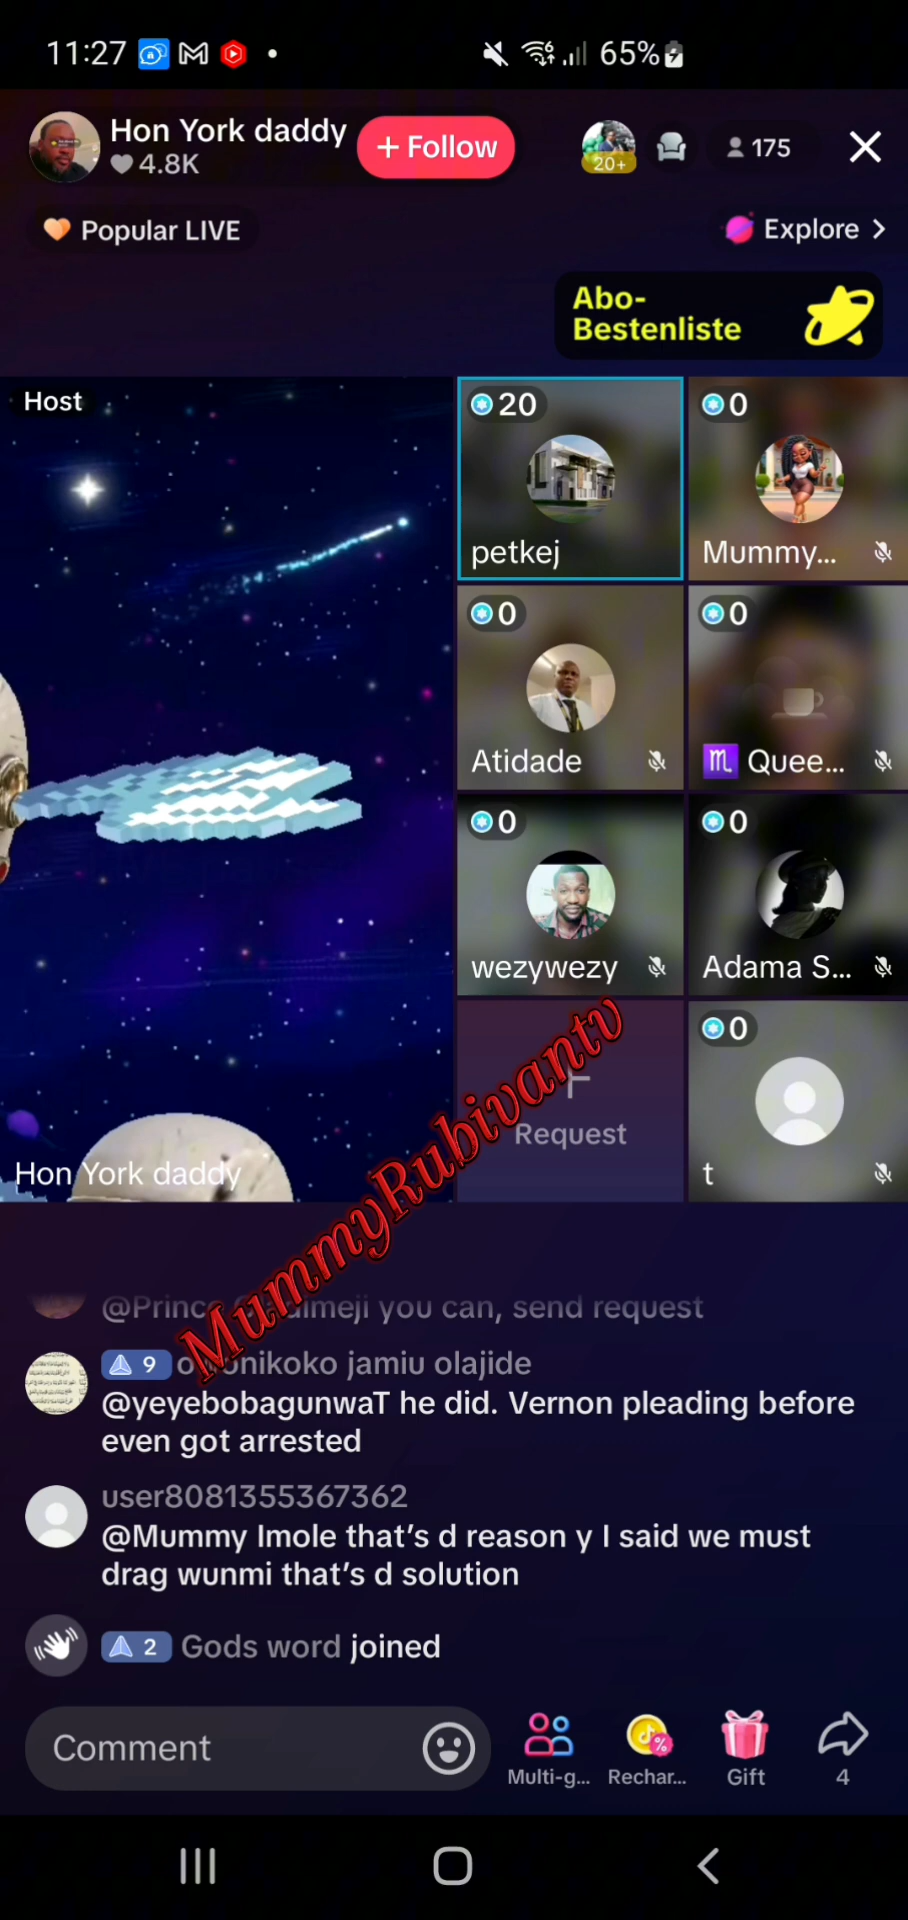 11:27
65%
Hon York daddy
4.8K
+ Follow
20+
175
Popular LIVE
Explore >
Abo-
Bestenliste
Host
20
petkej
0
Mummy...
0
Atidade
0
♏ Quee...
0
wezywezy
0
Adama S...
Request
0
t
Hon York daddy
MummyRubivantv
you can, send request
9
jamiu olajide
@yeyebobagunwaT he did. Vernon pleading before
even got arrested
user8081355367362
@Mummy Imole that's d reason y I said we must
drag wunmi that's d solution
2 Gods word joined
Comment
Multi-g...
Rechar...
Gift
4